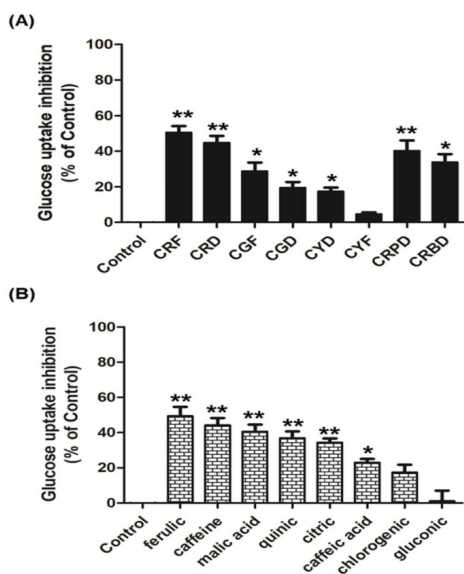 (A)
Glucose uptake inhibition
(% of Control)
100
80
60
40
20
0
** ** * * * ** *
Control CRF CRD CGF CGD CYD CYF CRPD CRBD
(B)
Glucose uptake inhibition
(% of Control)
100
80
60
40
20
0
** ** ** ** ** *
Control ferulic caffeine malic acid quinic citric caffeic acid chlorogenic gluconic